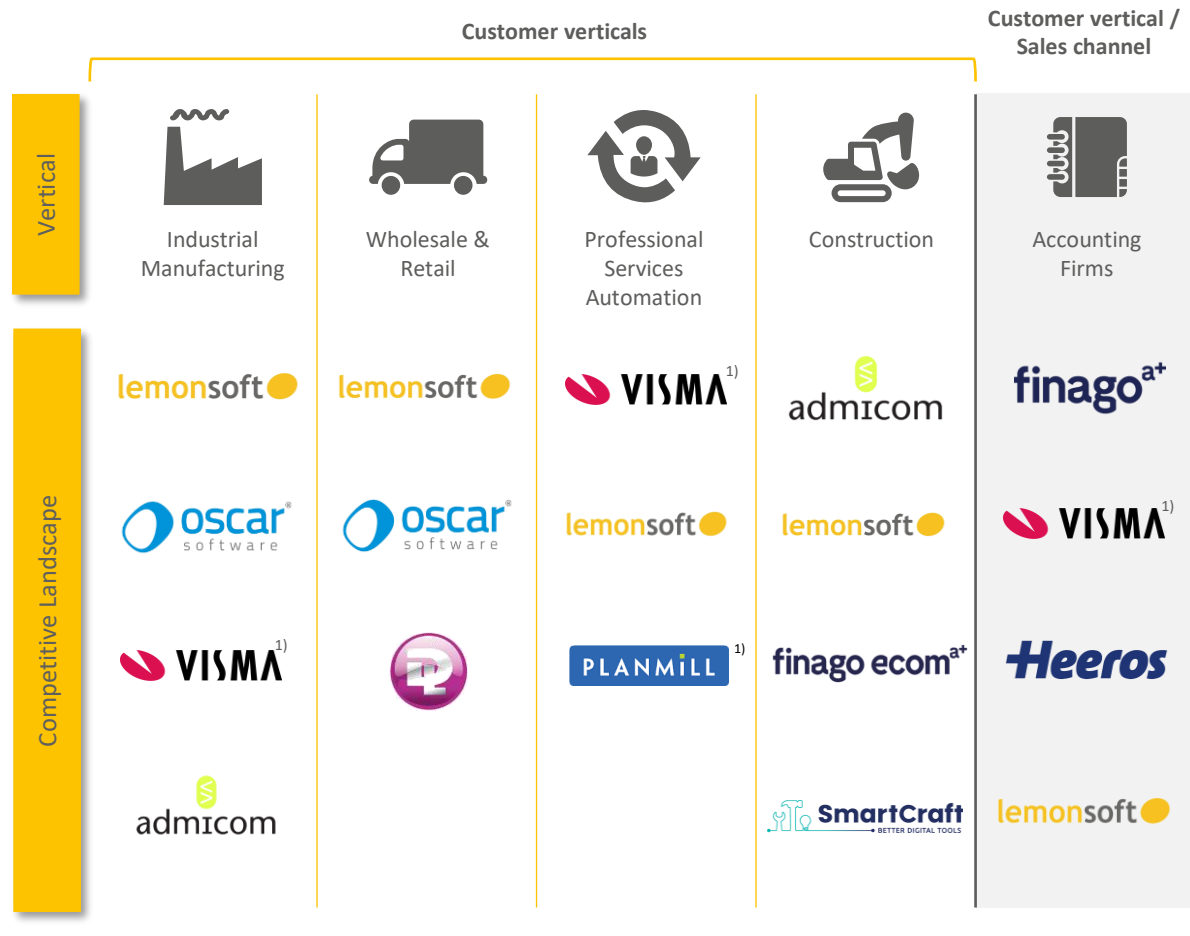 Customer verticals
Customer vertical /
Sales channel
Vertical
Industrial
Manufacturing
Wholesale &
Retail
Professional
Services
Automation
Construction
Accounting
Firms
Competitive Landscape
lemonsoft
lemonsoft
VISMA 1)
admicom
finago a+
oscar®
software
oscar®
software
lemonsoft
lemonsoft
VISMA 1)
VISMA 1)
PLANMiLL 1)
finago ecom a+
Heeros
admicom
SmartCraft
BETTER DIGITAL TOOLS
lemonsoft